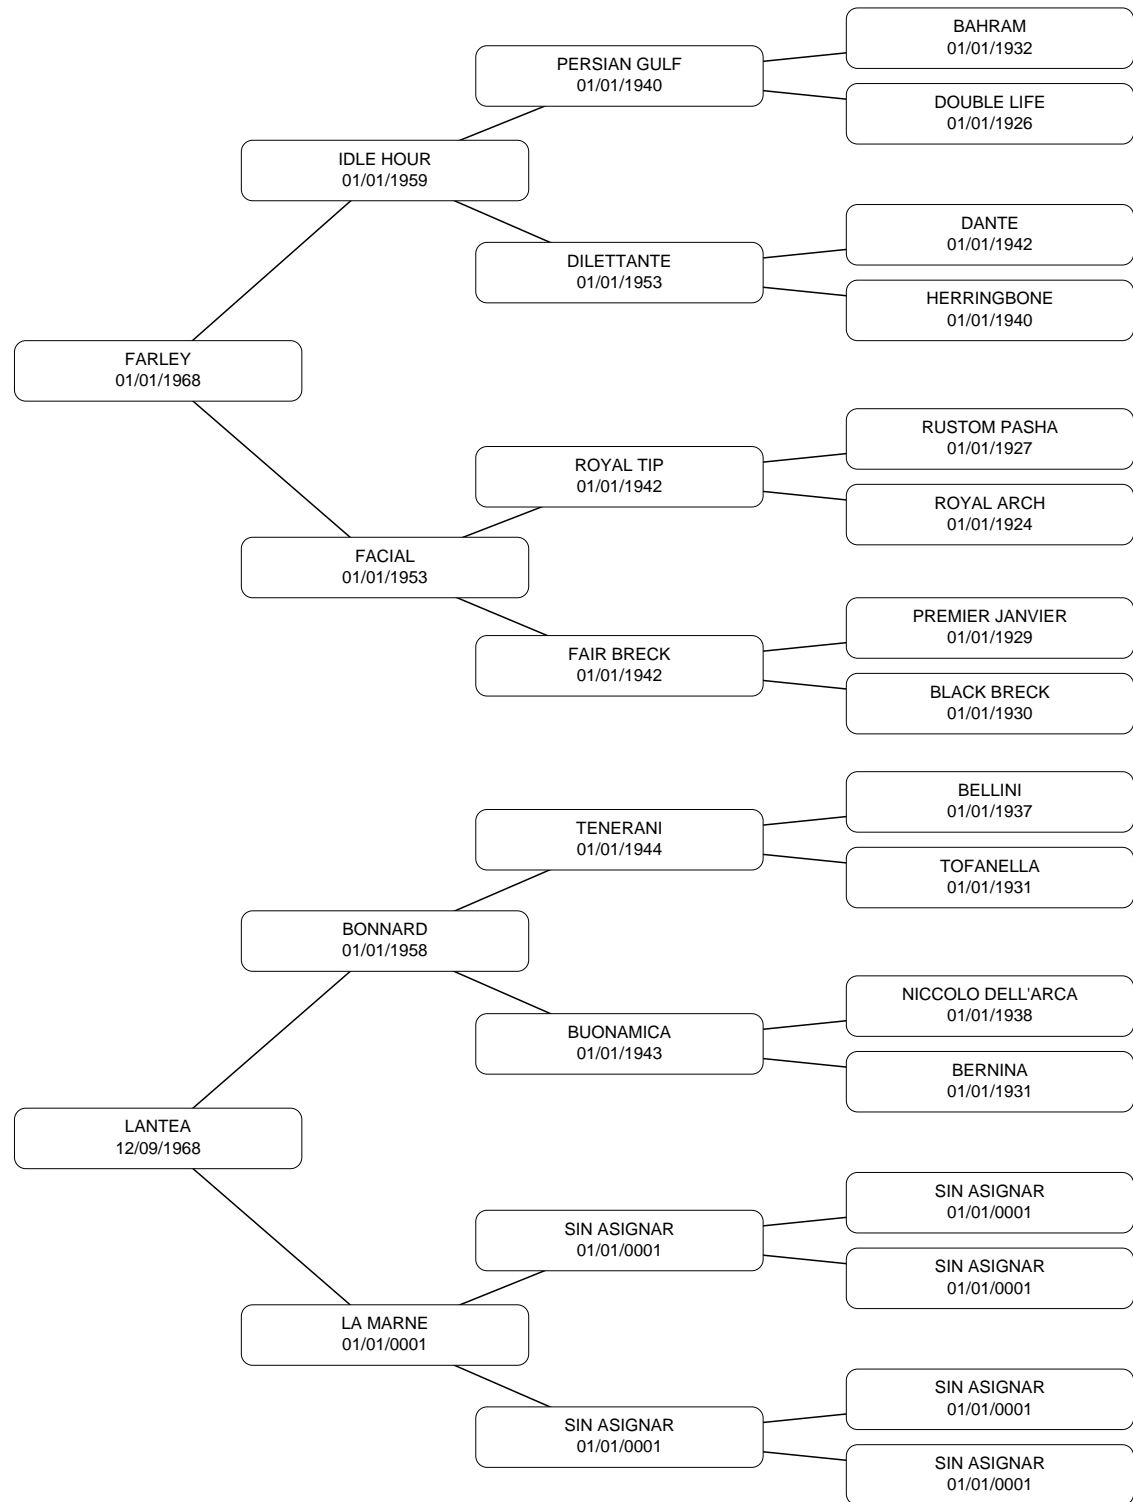 BAHRAM
01/01/1932
PERSIAN GULF
01/01/1940
DOUBLE LIFE
01/01/1926
IDLE HOUR
01/01/1959
DANTE
01/01/1942
DILETTANTE
01/01/1953
HERRINGBONE
01/01/1940
FARLEY
01/01/1968
RUSTOM PASHA
01/01/1927
ROYAL TIP
01/01/1942
ROYAL ARCH
01/01/1924
FACIAL
01/01/1953
PREMIER JANVIER
01/01/1929
FAIR BRECK
01/01/1942
BLACK BRECK
01/01/1930
BELLINI
01/01/1937
TENERANI
01/01/1944
TOFANELLA
01/01/1931
BONNARD
01/01/1958
NICCOLO DELL'ARCA
01/01/1938
BUONAMICA
01/01/1943
BERNINA
01/01/1931
LANTEA
12/09/1968
SIN ASIGNAR
01/01/0001
SIN ASIGNAR
01/01/0001
SIN ASIGNAR
01/01/0001
LA MARNE
01/01/0001
SIN ASIGNAR
01/01/0001
SIN ASIGNAR
01/01/0001
SIN ASIGNAR
01/01/0001